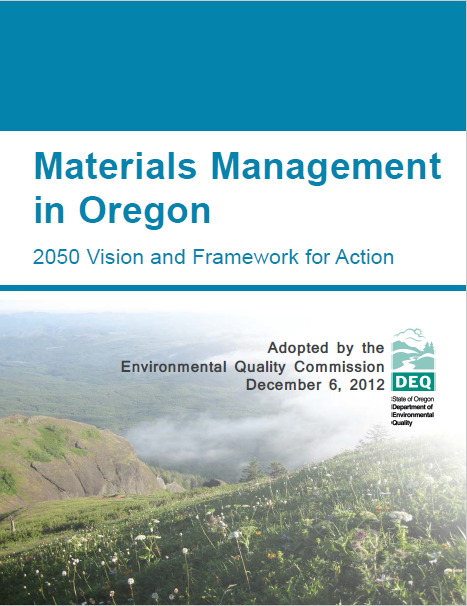 Materials Management
in Oregon
2050 Vision and Framework for Action
Adopted by the
Environmental Quality Commission
December 6, 2012
DEQ
State of Oregon
Department of
Environmental
Quality